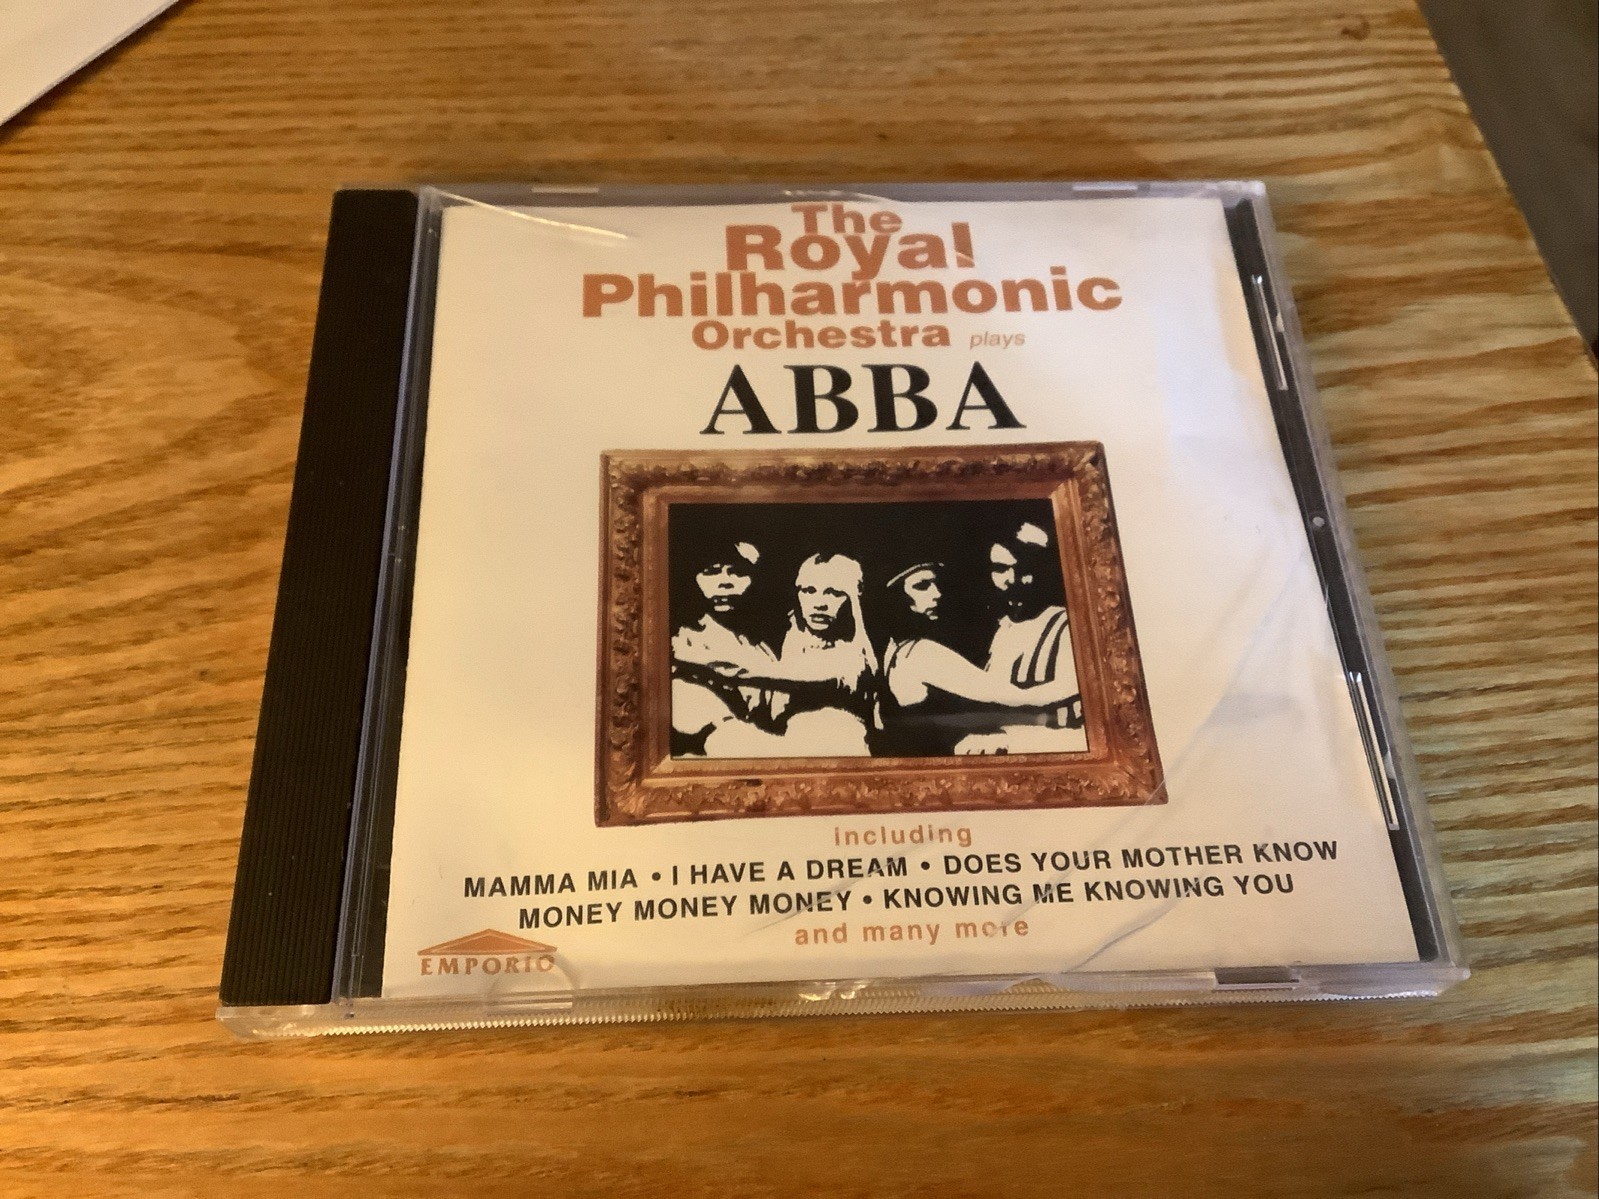 The
Royal
Philharmonic
Orchestra plays
ABBA
including
MAMMA MIA • I HAVE A DREAM • DOES YOUR MOTHER KNOW
MONEY MONEY MONEY • KNOWING ME KNOWING YOU
and many more
EMPORIO